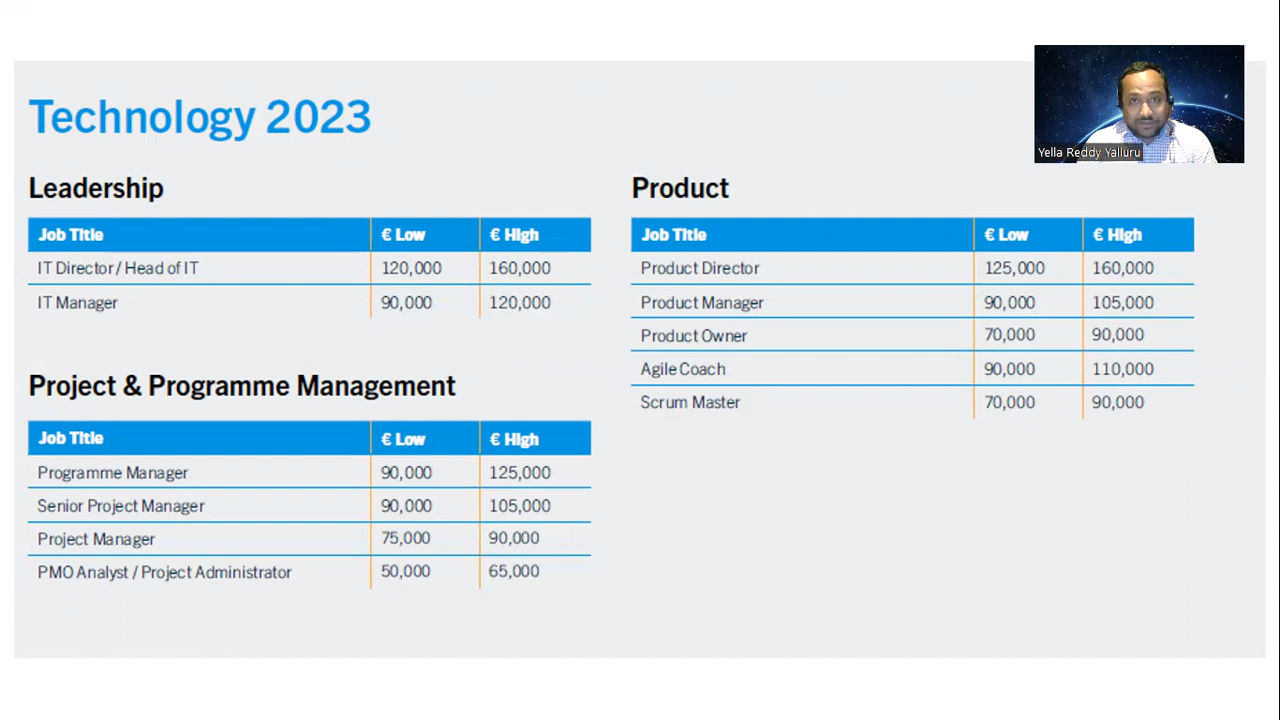 Technology 2023
Yella Reddy Yalluru
Leadership
Job Title € Low € High
IT Director / Head of IT 120,000 160,000
IT Manager 90,000 120,000
Project & Programme Management
Job Title € Low € High
Programme Manager 90,000 125,000
Senior Project Manager 90,000 105,000
Project Manager 75,000 90,000
PMO Analyst / Project Administrator 50,000 65,000
Product
Job Title € Low € High
Product Director 125,000 160,000
Product Manager 90,000 105,000
Product Owner 70,000 90,000
Agile Coach 90,000 110,000
Scrum Master 70,000 90,000